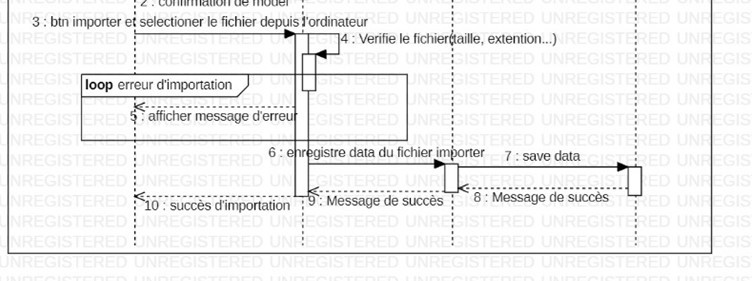 2 : confirmation de model
3 : btn importer et selectioner le fichier depuis l'ordinateur
4 : Verifie le fichier(taille, extention...)
loop erreur d'importation
5 : afficher message d'erreur
6 : enregistre data du fichier importer
7 : save data
8 : Message de succès
9 : Message de succès
10 : succès d'importation
UNREGISTERED